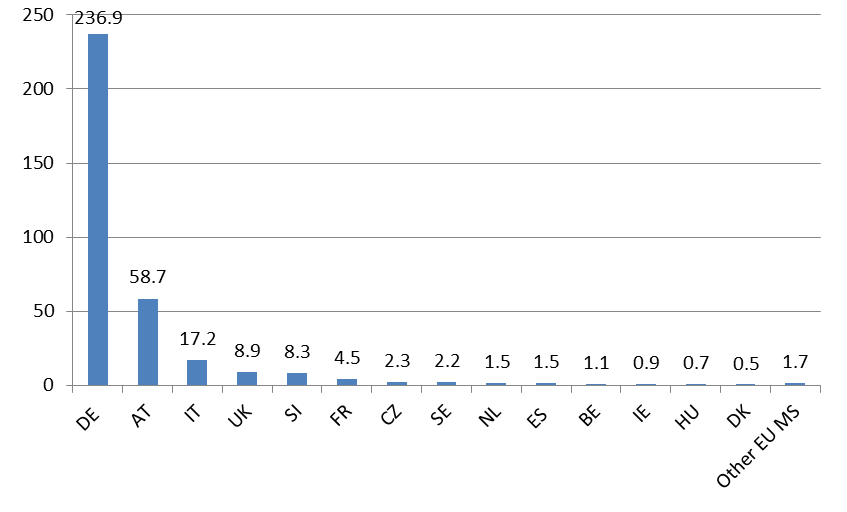 250
200
150
100
50
0
236.9
58.7
17.2
8.9
8.3
4.5
2.3
2.2
1.5
1.5
1.1
0.9
0.7
0.5
1.7
DE
AT
IT
UK
SI
FR
CZ
SE
NL
ES
BE
IE
HU
DK
Other EU MS